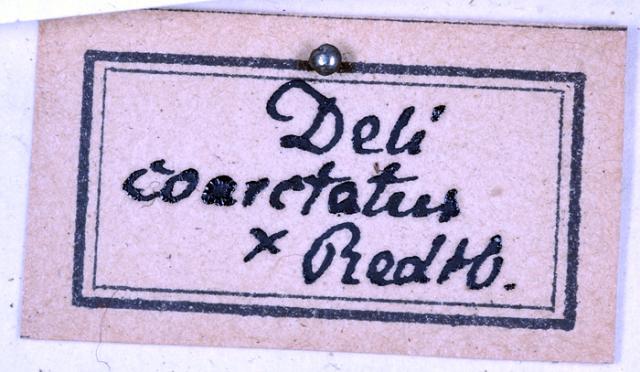 Deli
coarctatus
x Redtb.